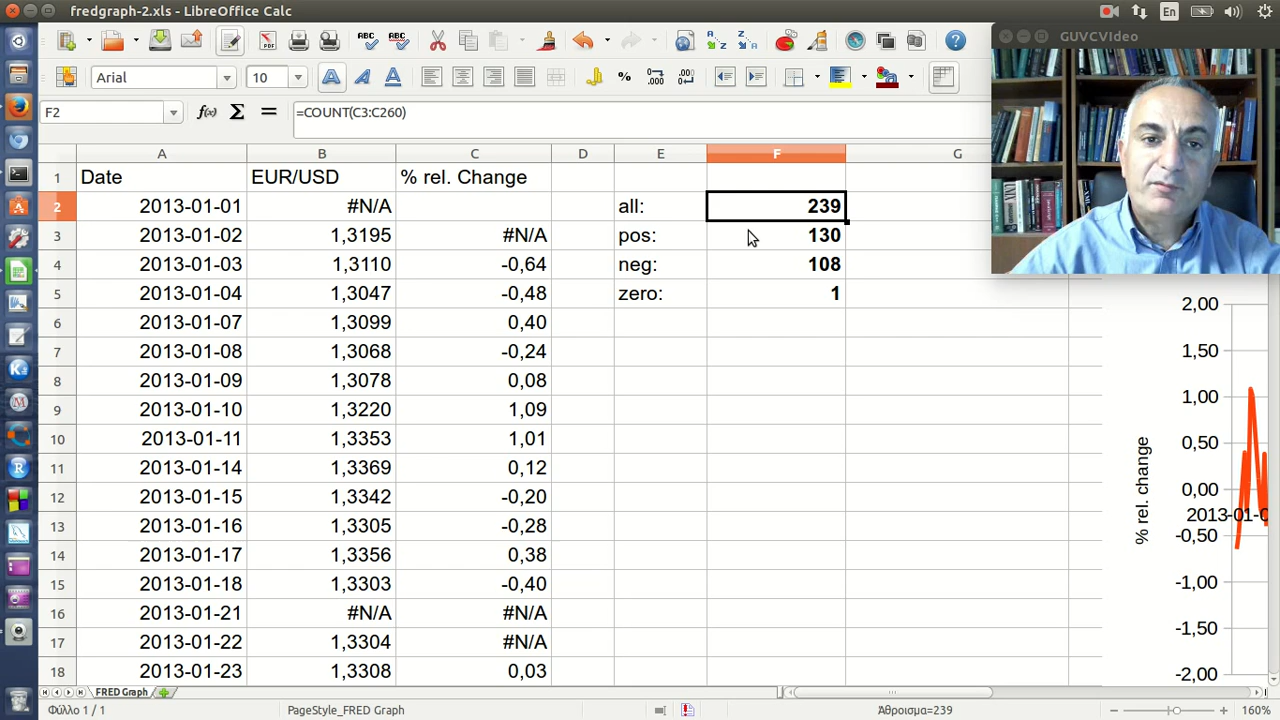 fredgraph-2.xls - LibreOffice Calc
En
GUVCVideo
Arial
10
F2
=COUNT(C3:C260)
A B C D E F G
1 Date EUR/USD % rel. Change
2 2013-01-01 #N/A all: 239
3 2013-01-02 1,3195 #N/A pos: 130
4 2013-01-03 1,3110 -0,64 neg: 108
5 2013-01-04 1,3047 -0,48 zero: 1
6 2013-01-07 1,3099 0,40
7 2013-01-08 1,3068 -0,24
8 2013-01-09 1,3078 0,08
9 2013-01-10 1,3220 1,09
10 2013-01-11 1,3353 1,01
11 2013-01-14 1,3369 0,12
12 2013-01-15 1,3342 -0,20
13 2013-01-16 1,3305 -0,28
14 2013-01-17 1,3356 0,38
15 2013-01-18 1,3303 -0,40
16 2013-01-21 #N/A #N/A
17 2013-01-22 1,3304 #N/A
18 2013-01-23 1,3308 0,03
2,00
1,50
1,00
0,50
0,00
2013-01-0
-0,50
-1,00
-1,50
-2,00
% rel. change
FRED Graph
Φύλλο 1 / 1
PageStyle_FRED Graph
Άθροισμα=239
160%